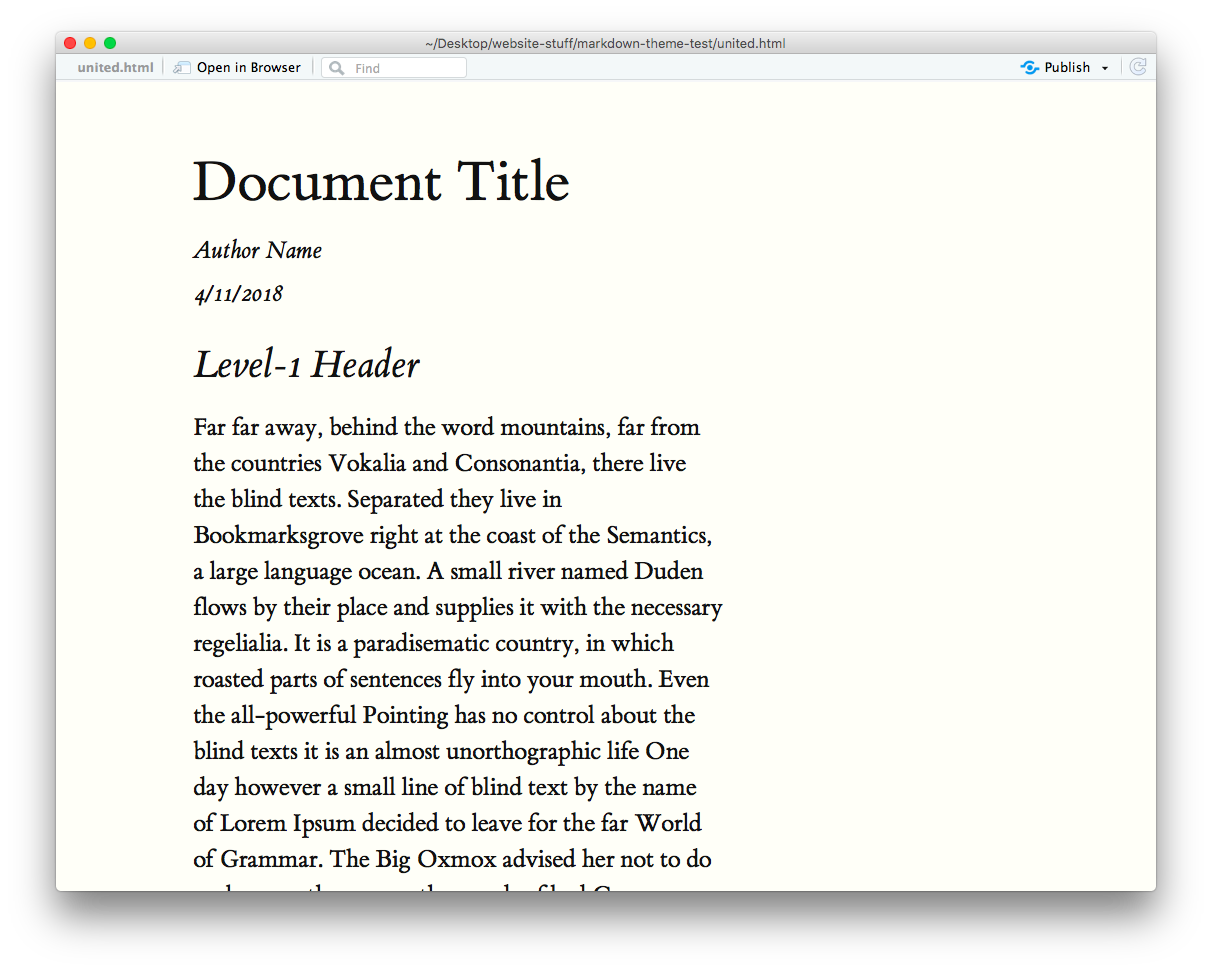 ~/Desktop/website-stuff/markdown-theme-test/united.html
united.html Open in Browser Find Publish
Document Title
Author Name
4/11/2018
Level-1 Header
Far far away, behind the word mountains, far from
the countries Vokalia and Consonantia, there live
the blind texts. Separated they live in
Bookmarksgrove right at the coast of the Semantics,
a large language ocean. A small river named Duden
flows by their place and supplies it with the necessary
regelialia. It is a paradisematic country, in which
roasted parts of sentences fly into your mouth. Even
the all-powerful Pointing has no control about the
blind texts it is an almost unorthographic life One
day however a small line of blind text by the name
of Lorem Ipsum decided to leave for the far World
of Grammar. The Big Oxmox advised her not to do